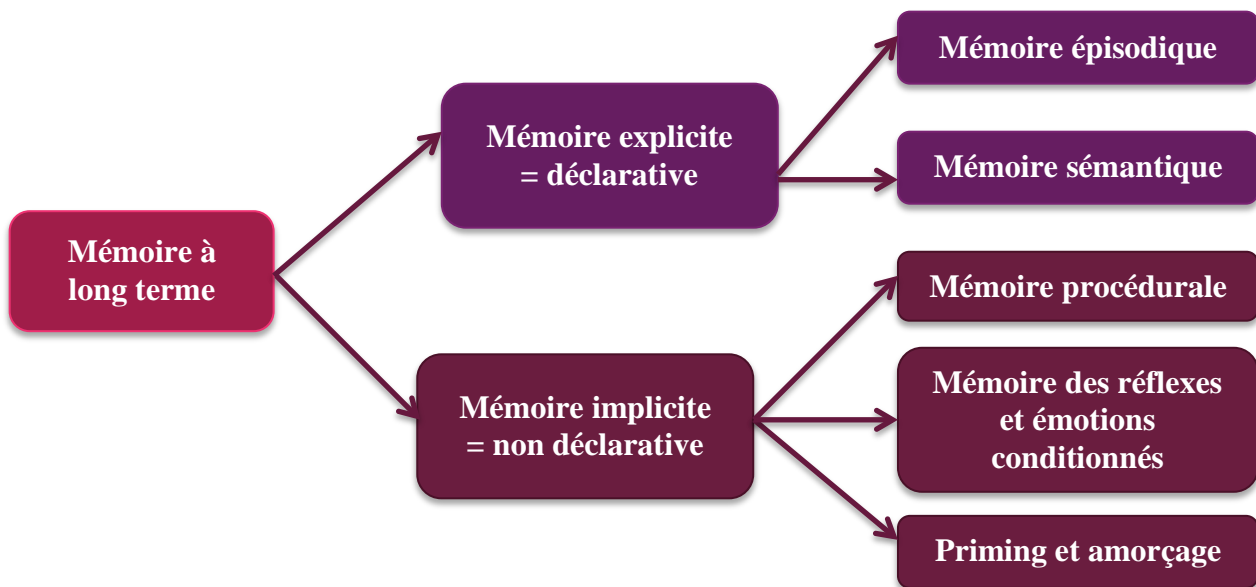 Mémoire à
long terme
Mémoire explicite
= déclarative
Mémoire épisodique
Mémoire sémantique
Mémoire implicite
= non déclarative
Mémoire procédurale
Mémoire des réflexes
et émotions
conditionnés
Priming et amorçage